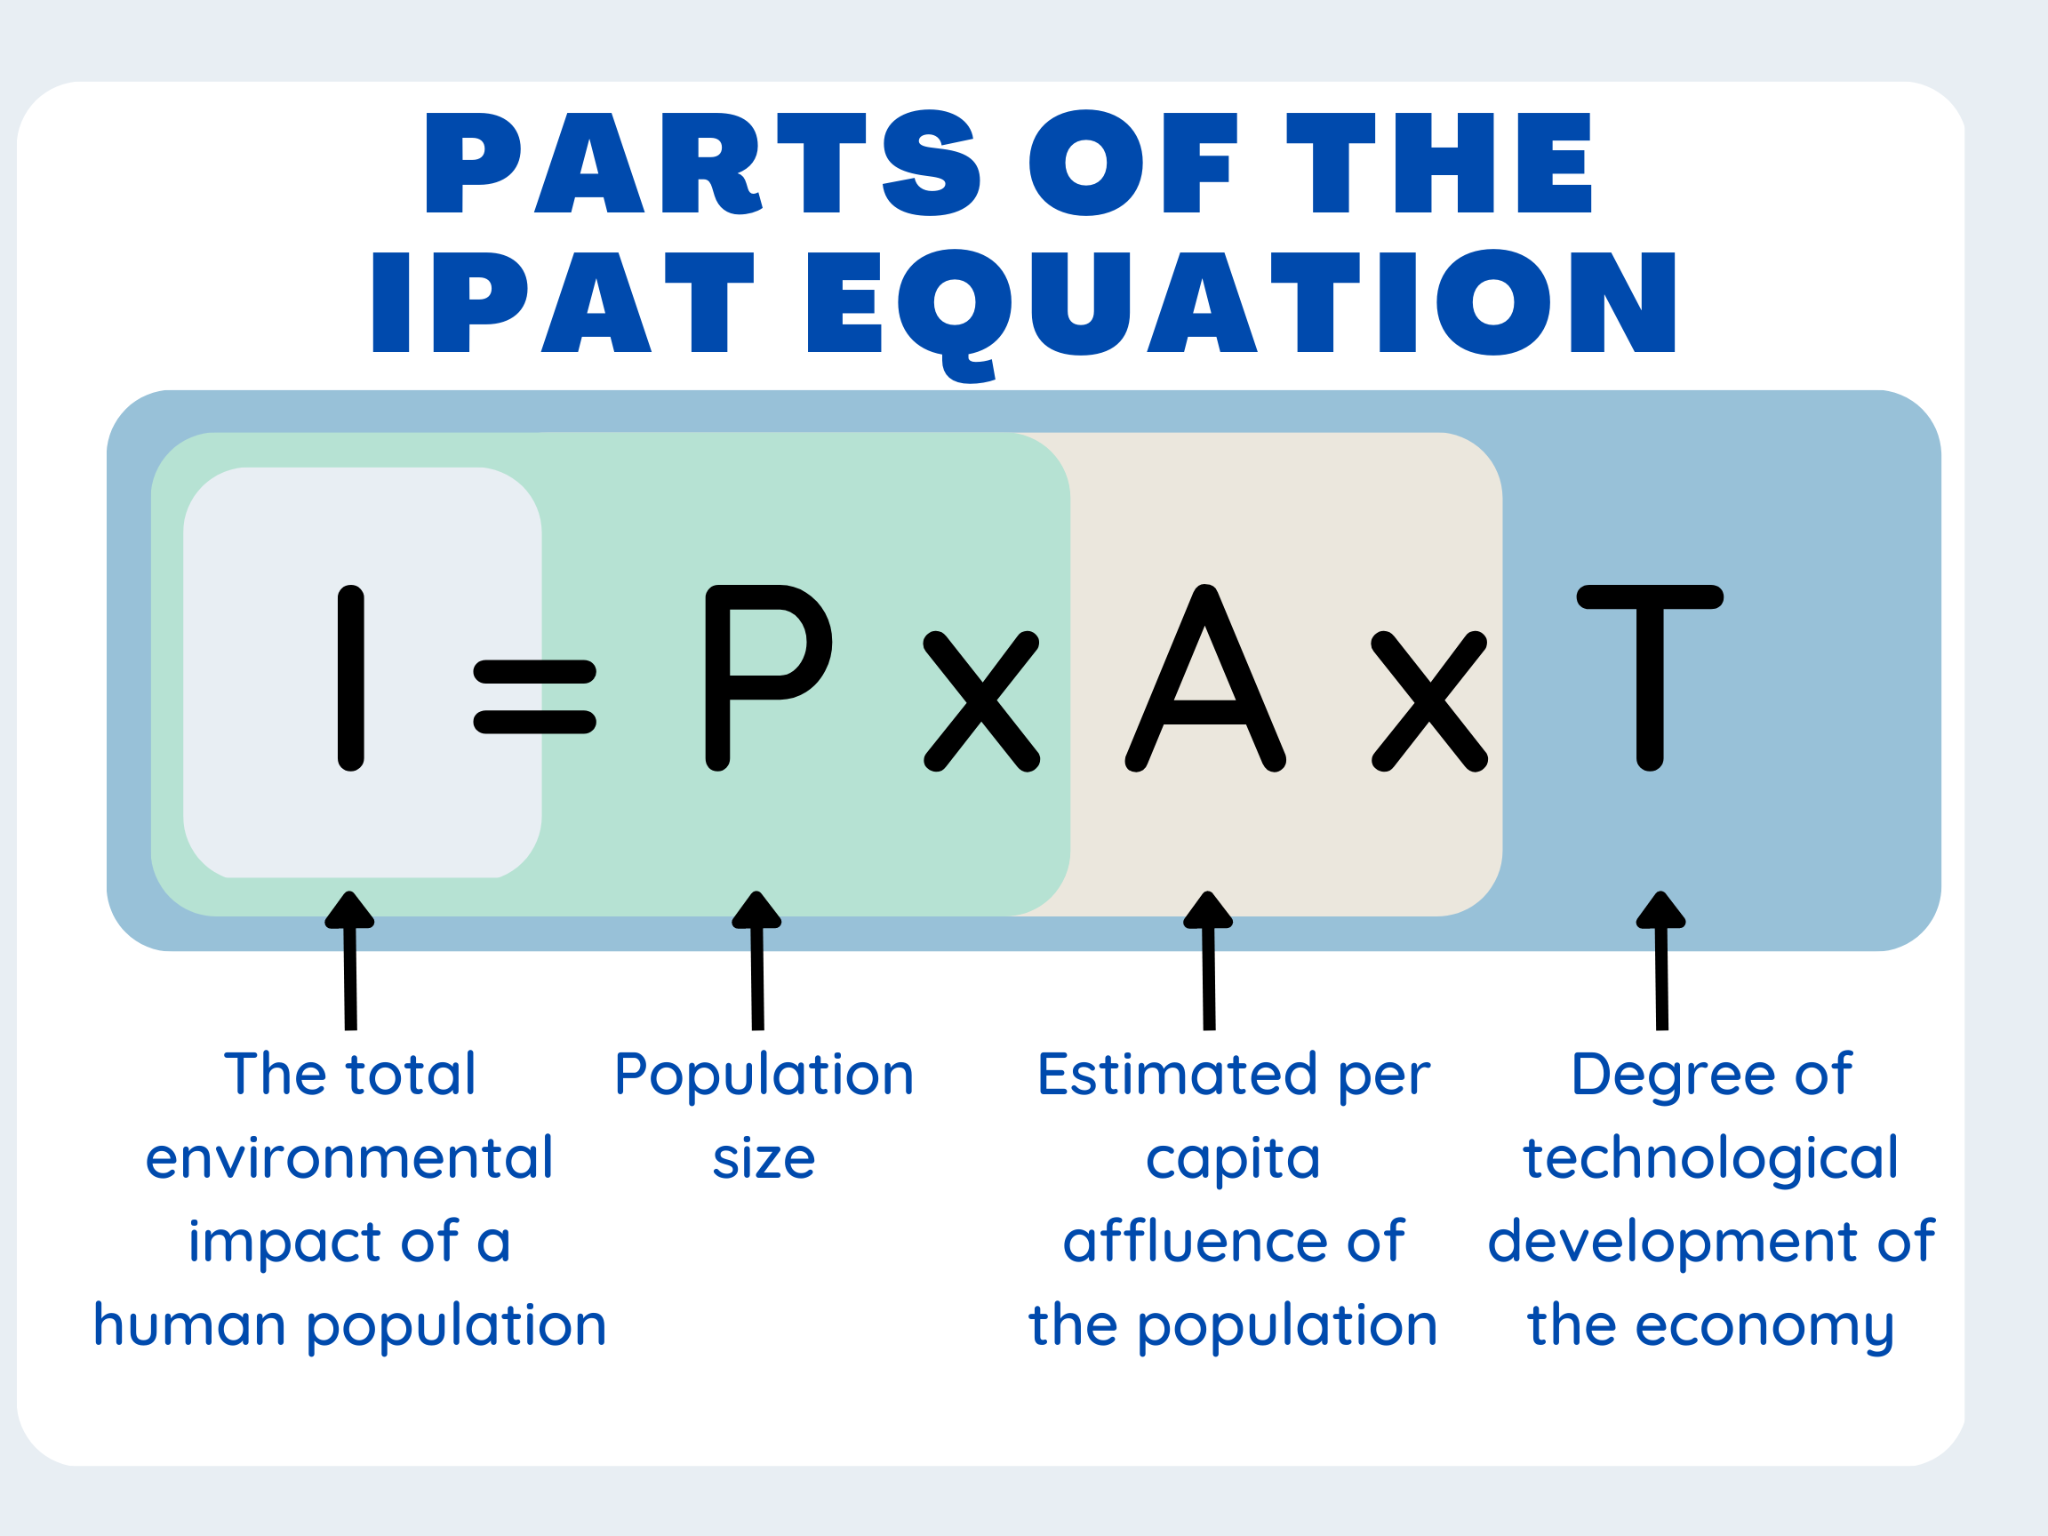 PARTS OF THE
IPAT EQUATION
I = P x A x T
The total
environmental
impact of a
human population
Population
size
Estimated per
capita
affluence of
the population
Degree of
technological
development of
the economy